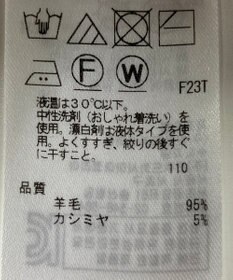 F W F23T
液温は30℃以下。
中性洗剤（おしゃれ着洗い）を
使用。漂白剤は液体タイプを使
用。よくすすぎ、絞りの後すぐ
に干すこと。
110
品質
羊毛 95%
カシミヤ 5%